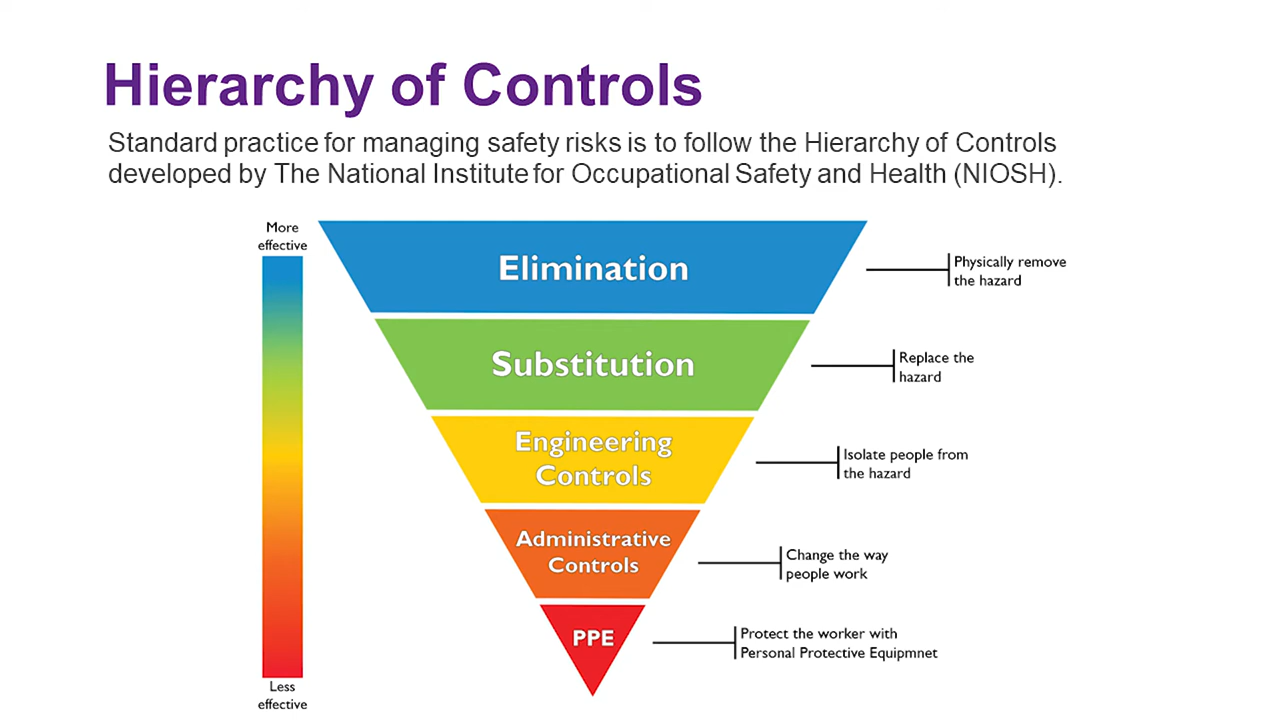 Hierarchy of Controls
Standard practice for managing safety risks is to follow the Hierarchy of Controls
developed by The National Institute for Occupational Safety and Health (NIOSH).
More
effective
Elimination
Physically remove
the hazard
Substitution
Replace the
hazard
Engineering
Controls
Isolate people from
the hazard
Administrative
Controls
Change the way
people work
PPE
Protect the worker with
Personal Protective Equipmnet
Less
effective